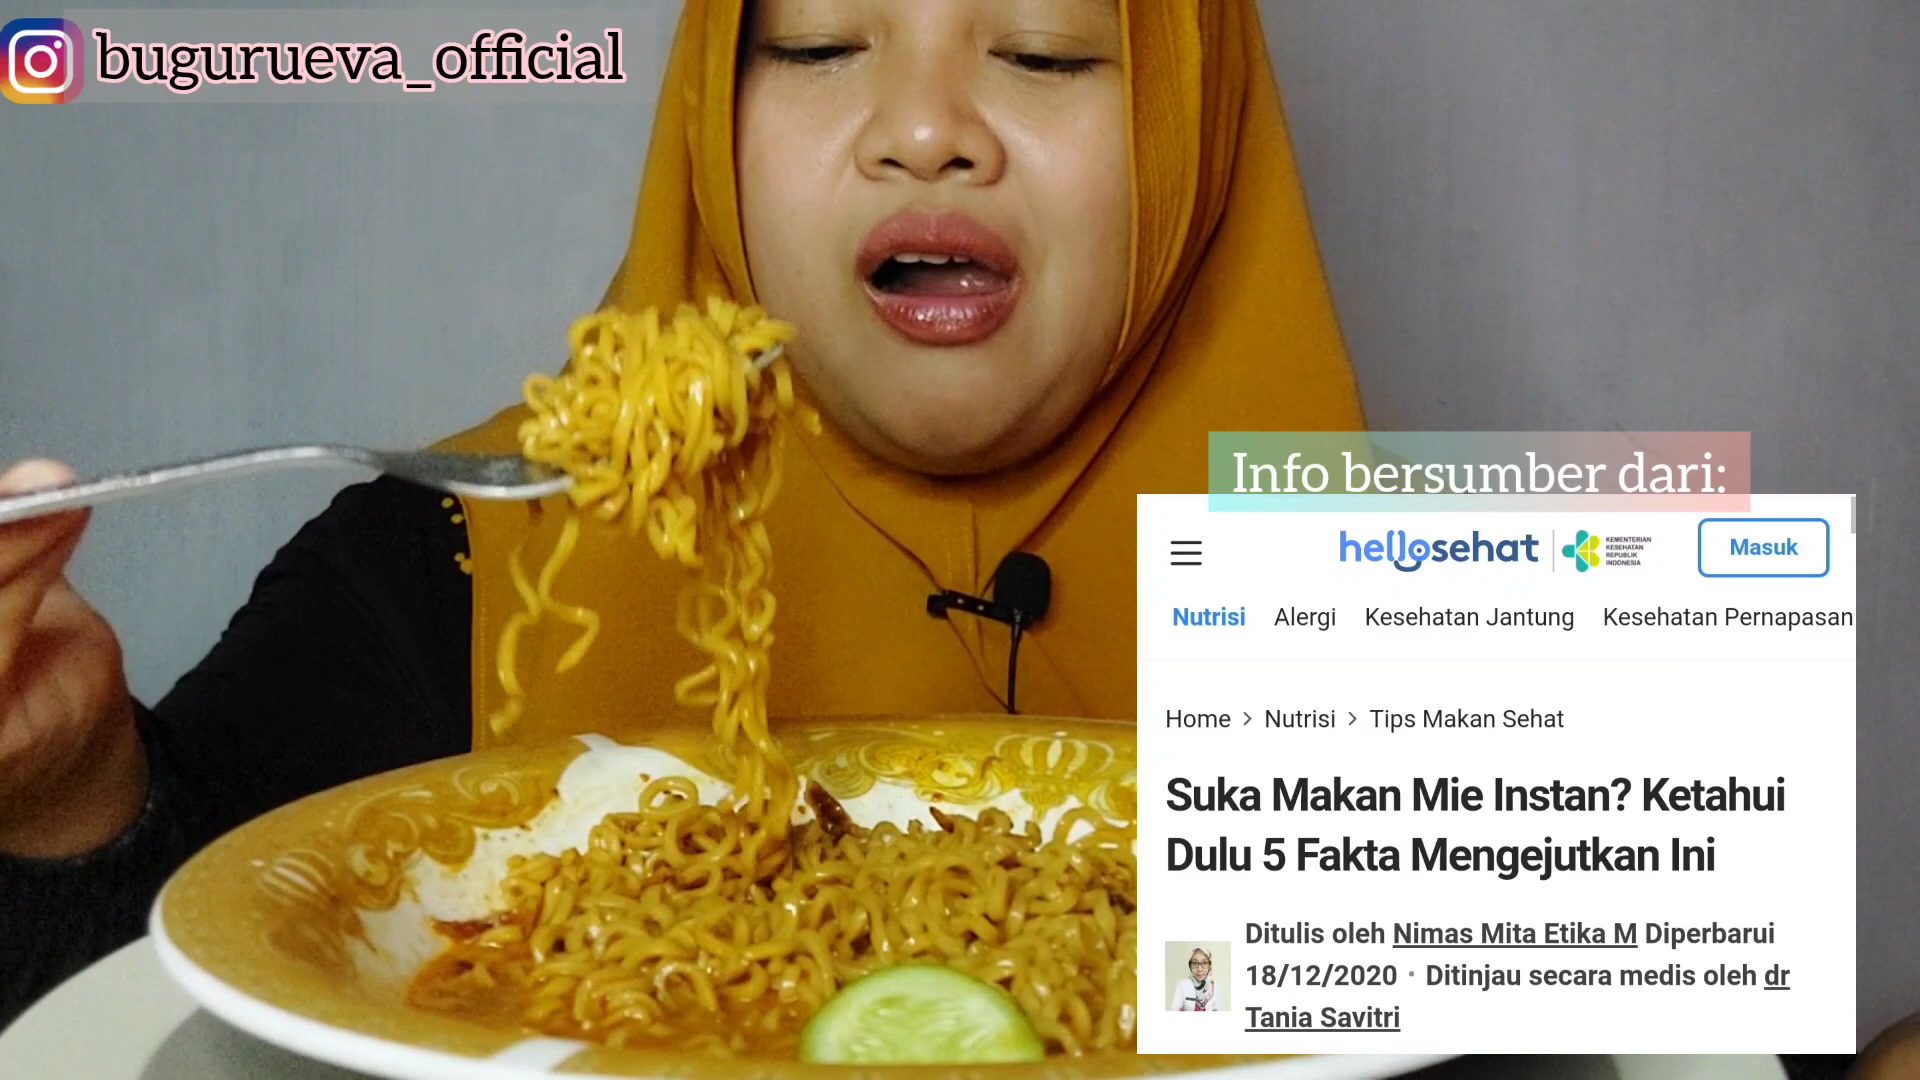 bugurueva_official
Info bersumber dari:
hellosehat
KEMENTERIAN
KESEHATAN
REPUBLIK
INDONESIA
Masuk
Nutrisi Alergi Kesehatan Jantung Kesehatan Pernapasan
Home > Nutrisi > Tips Makan Sehat
Suka Makan Mie Instan? Ketahui
Dulu 5 Fakta Mengejutkan Ini
Ditulis oleh Nimas Mita Etika M Diperbarui
18/12/2020 • Ditinjau secara medis oleh dr
Tania Savitri